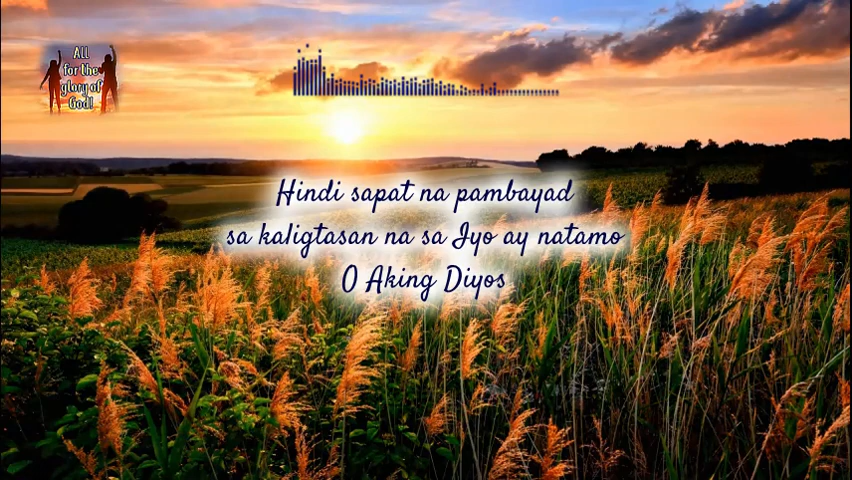 All
for the
glory of
God!
Hindi sapat na pambayad
sa kaligtasan na sa Iyo ay natamo
O Aking Diyos